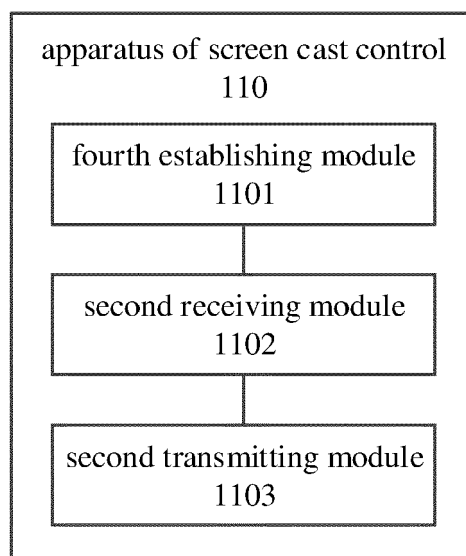 apparatus of screen cast control
110
fourth establishing module
1101
second receiving module
1102
second transmitting module
1103